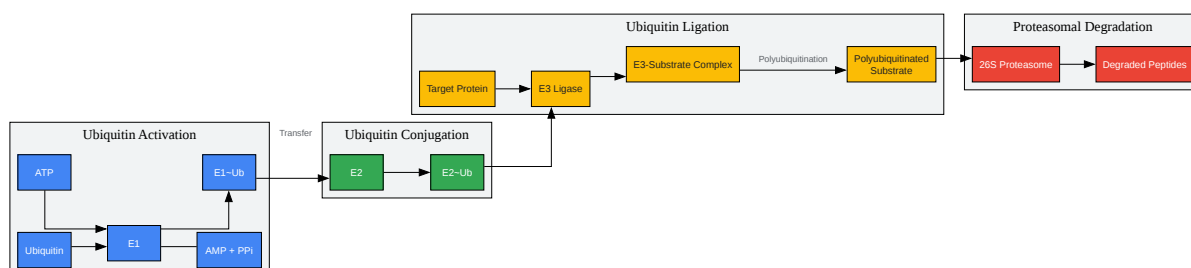 Ubiquitin Ligation
Proteasomal Degradation
E3-Substrate Complex
Polyubiquitination
Polyubiquitinated
Substrate
26S Proteasome
Degraded Peptides
Target Protein
E3 Ligase
Ubiquitin Activation
Transfer
Ubiquitin Conjugation
ATP
E1~Ub
E2
E2~Ub
Ubiquitin
E1
AMP + PPi